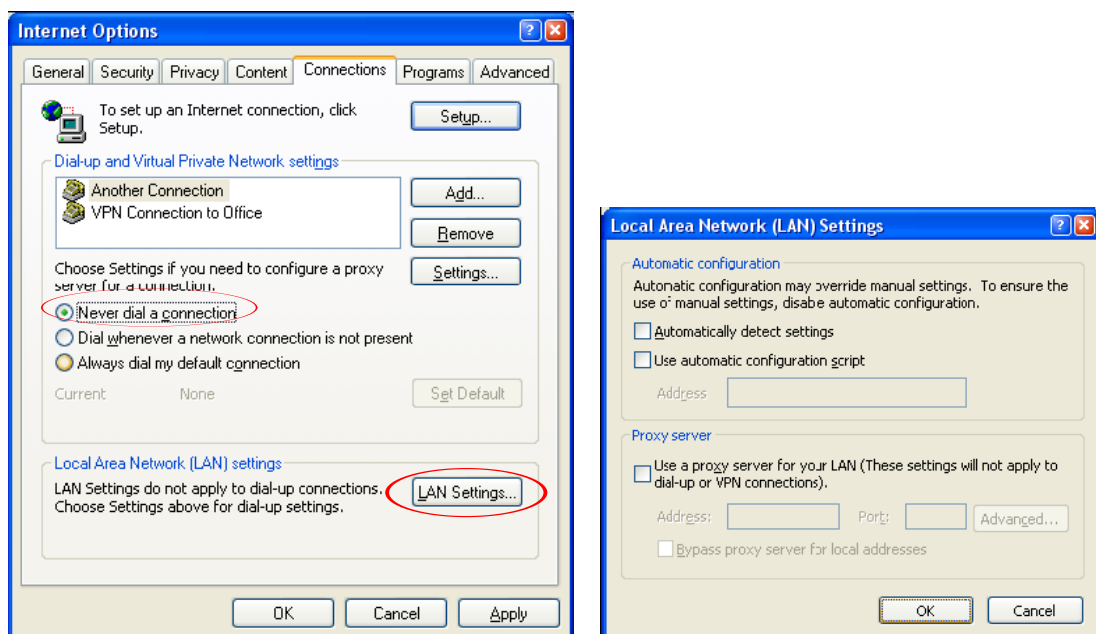 Internet Options
General Security Privacy Content Connections Programs Advanced
To set up an Internet connection, click
Setup.
Setup...
Dial-up and Virtual Private Network settings
Another Connection
VPN Connection to Office
Add...
Remove
Choose Settings if you need to configure a proxy
server for a connection.
Settings...
Never dial a connection
Dial whenever a network connection is not present
Always dial my default connection
Current None
Set Default
Local Area Network (LAN) settings
LAN Settings do not apply to dial-up connections.
Choose Settings above for dial-up settings.
LAN Settings...
OK Cancel Apply
Local Area Network (LAN) Settings
Automatic configuration
Automatic configuration may override manual settings. To ensure the
use of manual settings, disable automatic configuration.
Automatically detect settings
Use automatic configuration script
Address
Proxy server
Use a proxy server for your LAN (These settings will not apply to
dial-up or VPN connections).
Address: Port: Advanced...
Bypass proxy server for local addresses
OK Cancel